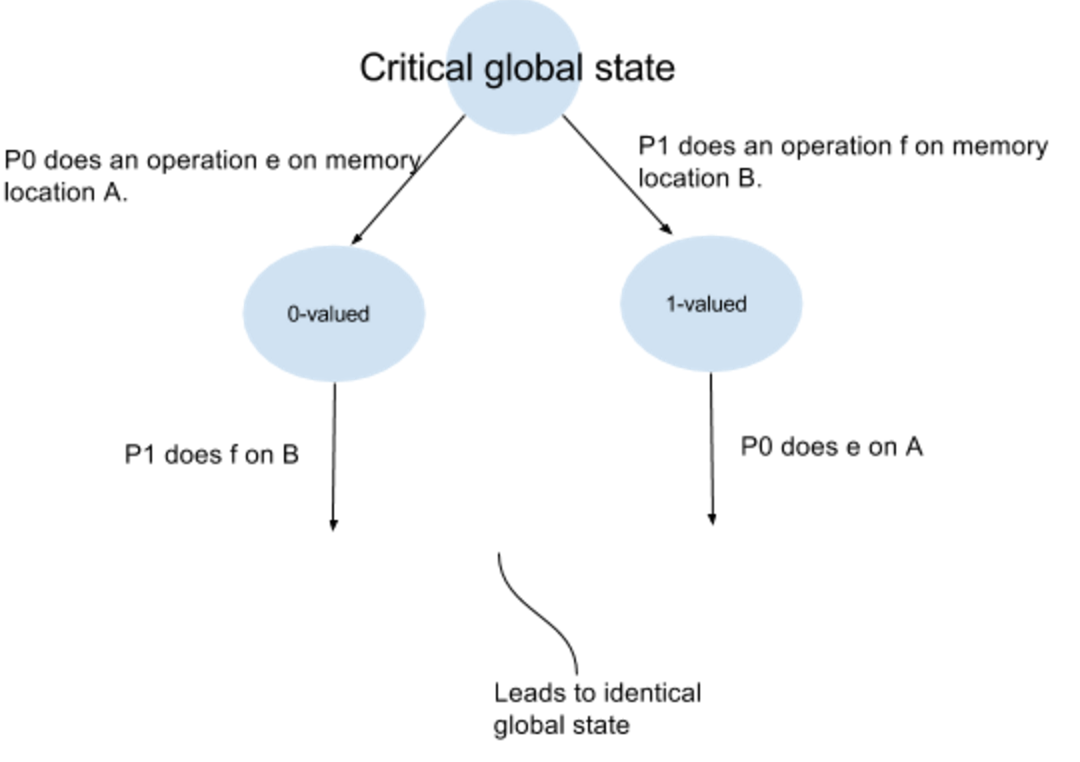 Critical global state
P0 does an operation e on memory
location A.
P1 does an operation f on memory
location B.
0-valued
1-valued
P1 does f on B
P0 does e on A
Leads to identical
global state